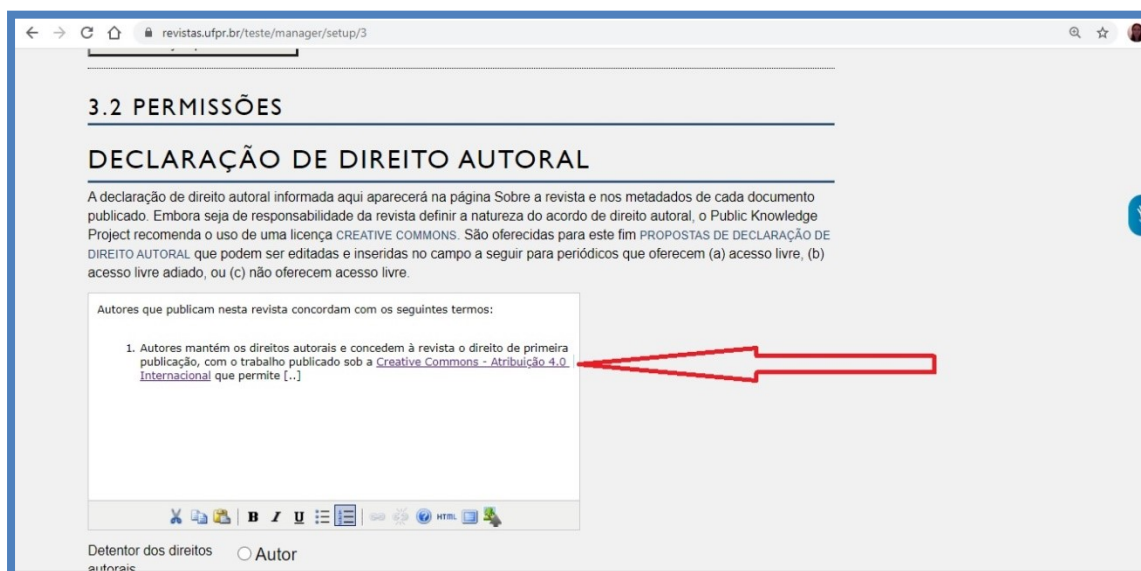 revistas.ufpr.br/teste/manager/setup/3
3.2 PERMISSÕES
DECLARAÇÃO DE DIREITO AUTORAL
A declaração de direito autoral informada aqui aparecerá na página Sobre a revista e nos metadados de cada documento
publicado. Embora seja de responsabilidade da revista definir a natureza do acordo de direito autoral, o Public Knowledge
Project recomenda o uso de uma licença CREATIVE COMMONS. São oferecidas para este fim PROPOSTAS DE DECLARAÇÃO DE
DIREITO AUTORAL que podem ser editadas e inseridas no campo a seguir para periódicos que oferecem (a) acesso livre, (b)
acesso livre adiado, ou (c) não oferecem acesso livre.
Autores que publicam nesta revista concordam com os seguintes termos:
1. Autores mantém os direitos autorais e concedem à revista o direito de primeira
publicação, com o trabalho publicado sob a Creative Commons - Atribuição 4.0
Internacional que permite [..]
B I U HTML
Detentor dos direitos Autor
autorais